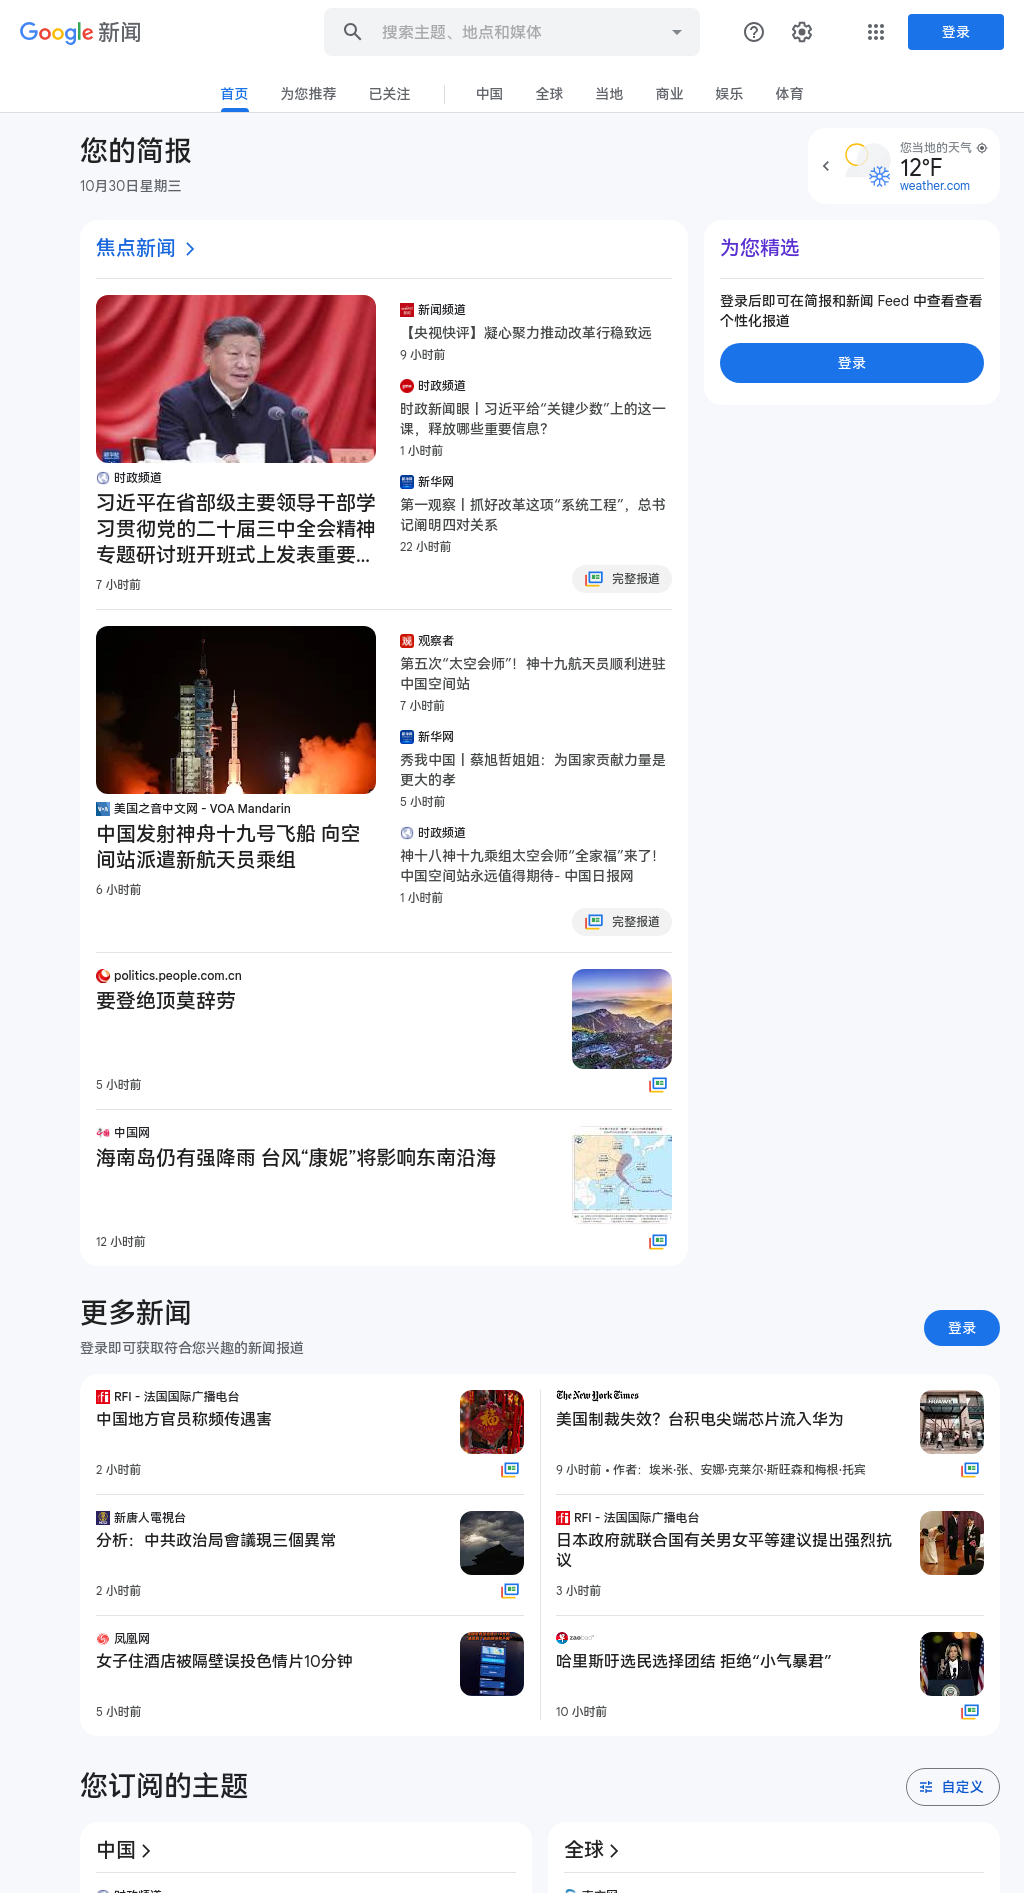 Google 新闻
搜索主题、地点和媒体
登录
首页
为您推荐
已关注
中国
全球
当地
商业
娱乐
体育
您的简报
10月30日星期三
您当地的天气
12°F
weather.com
焦点新闻
时政频道
习近平在省部级主要领导干部学
习贯彻党的二十届三中全会精神
专题研讨班开班式上发表重要...
7 小时前
新闻频道
【央视快评】凝心聚力推动改革行稳致远
9 小时前
时政频道
时政新闻眼丨习近平给“关键少数”上的这一
课，释放哪些重要信息？
1 小时前
新华网
第一观察丨抓好改革这项“系统工程”，总书
记阐明四对关系
22 小时前
完整报道
为您精选
登录后即可在简报和新闻 Feed 中查看查看
个性化报道
登录
美国之音中文网 - VOA Mandarin
中国发射神舟十九号飞船 向空
间站派遣新航天员乘组
6 小时前
观察者
第五次“太空会师”！神十九航天员顺利进驻
中国空间站
7 小时前
新华网
秀我中国丨蔡旭哲姐姐：为国家贡献力量是
更大的孝
5 小时前
时政频道
神十八神十九乘组太空会师“全家福”来了！
中国空间站永远值得期待- 中国日报网
1 小时前
完整报道
politics.people.com.cn
要登绝顶莫辞劳
5 小时前
中国网
海南岛仍有强降雨 台风“康妮”将影响东南沿海
12 小时前
更多新闻
登录即可获取符合您兴趣的新闻报道
登录
RFI - 法国国际广播电台
中国地方官员称频传遇害
2 小时前
新唐人電視台
分析：中共政治局會議現三個異常
2 小时前
凤凰网
女子住酒店被隔壁误投色情片10分钟
5 小时前
The New York Times
美国制裁失效？台积电尖端芯片流入华为
9 小时前 • 作者：埃米·张、安娜·克莱尔·斯旺森和梅根·托宾
HUAWEI
RFI - 法国国际广播电台
日本政府就联合国有关男女平等建议提出强烈抗
议
3 小时前
zaobao
哈里斯吁选民选择团结 拒绝“小气暴君”
10 小时前
您订阅的主题
自定义
中国
全球